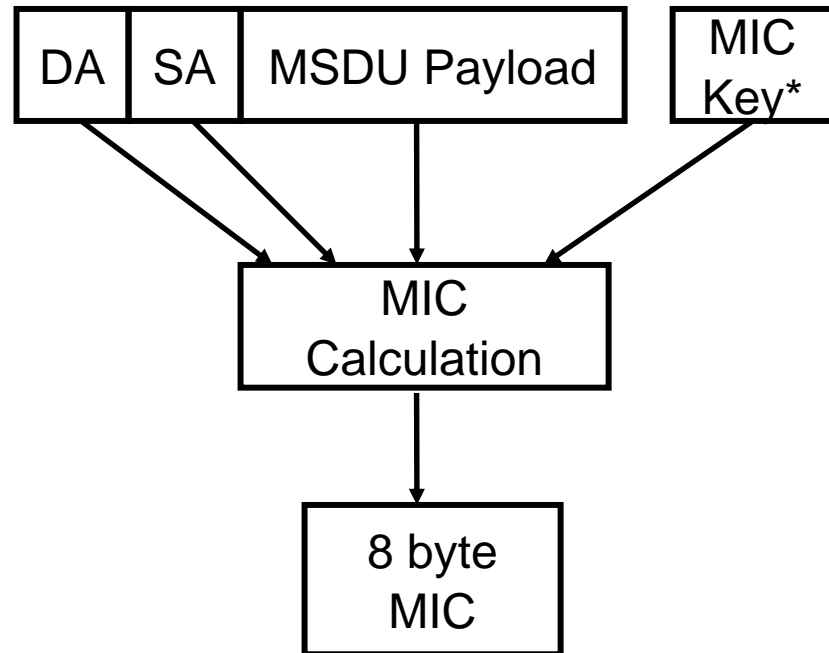 DA SA MSDU Payload
MIC
Key*
MIC
Calculation
8 byte
MIC